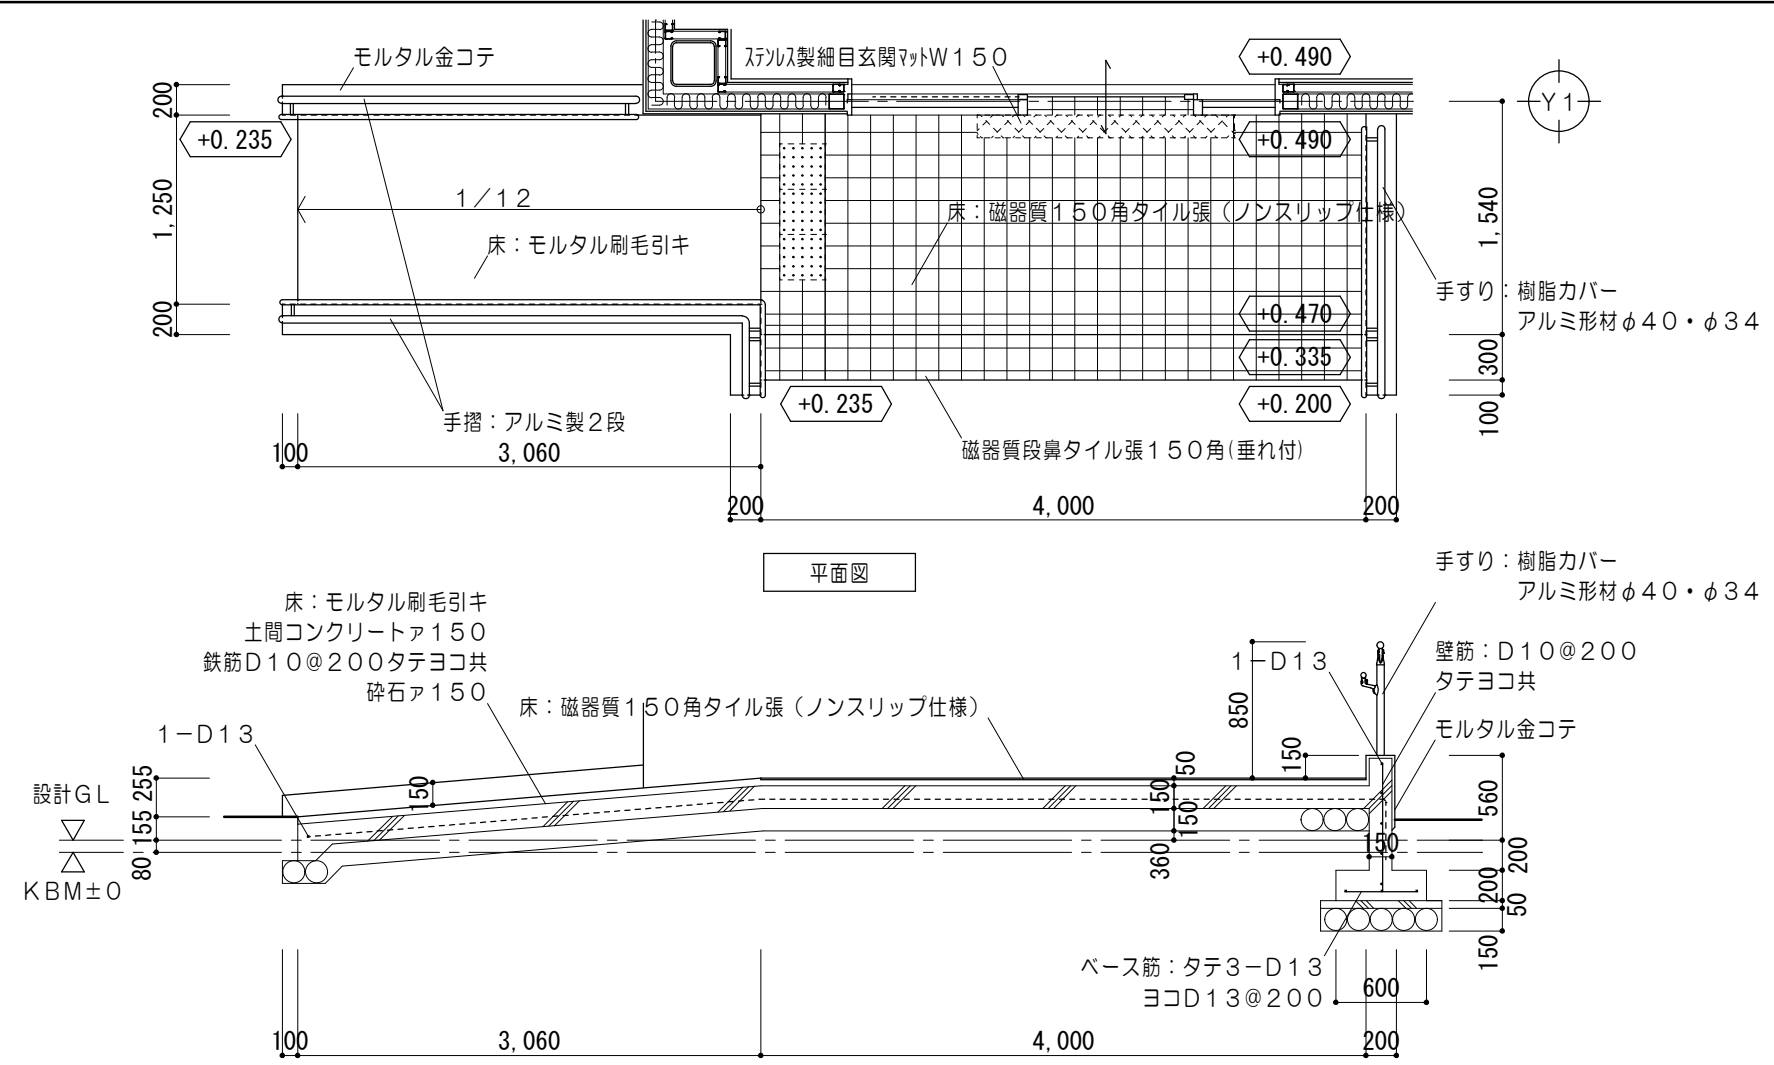 モルタル金コテ
ステンレス製細目玄関マットW150
+0.490
Y1
200
+0.235
+0.490
1/12
1,250
床：磁器質150角タイル張（ノンスリップ仕様）
1,540
床：モルタル刷毛引キ
手すり：樹脂カバー
アルミ形材φ40・φ34
200
+0.470
+0.335
300
+0.235
+0.200
100
手摺：アルミ製2段
磁器質段鼻タイル張150角(垂れ付)
100
3,060
200
4,000
200
平面図
手すり：樹脂カバー
アルミ形材φ40・φ34
床：モルタル刷毛引キ
土間コンクリートァ150
鉄筋D10@200タテヨコ共
砕石ァ150
1-D13
壁筋：D10@200
タテヨコ共
床：磁器質150角タイル張（ノンスリップ仕様）
850
モルタル金コテ
1-D13
設計GL
255
155
80
KBM±0
150
50
150
150
360
150
560
150
200
200
50
150
ベース筋：タテ3-D13
ヨコD13@200
600
100
3,060
4,000
200